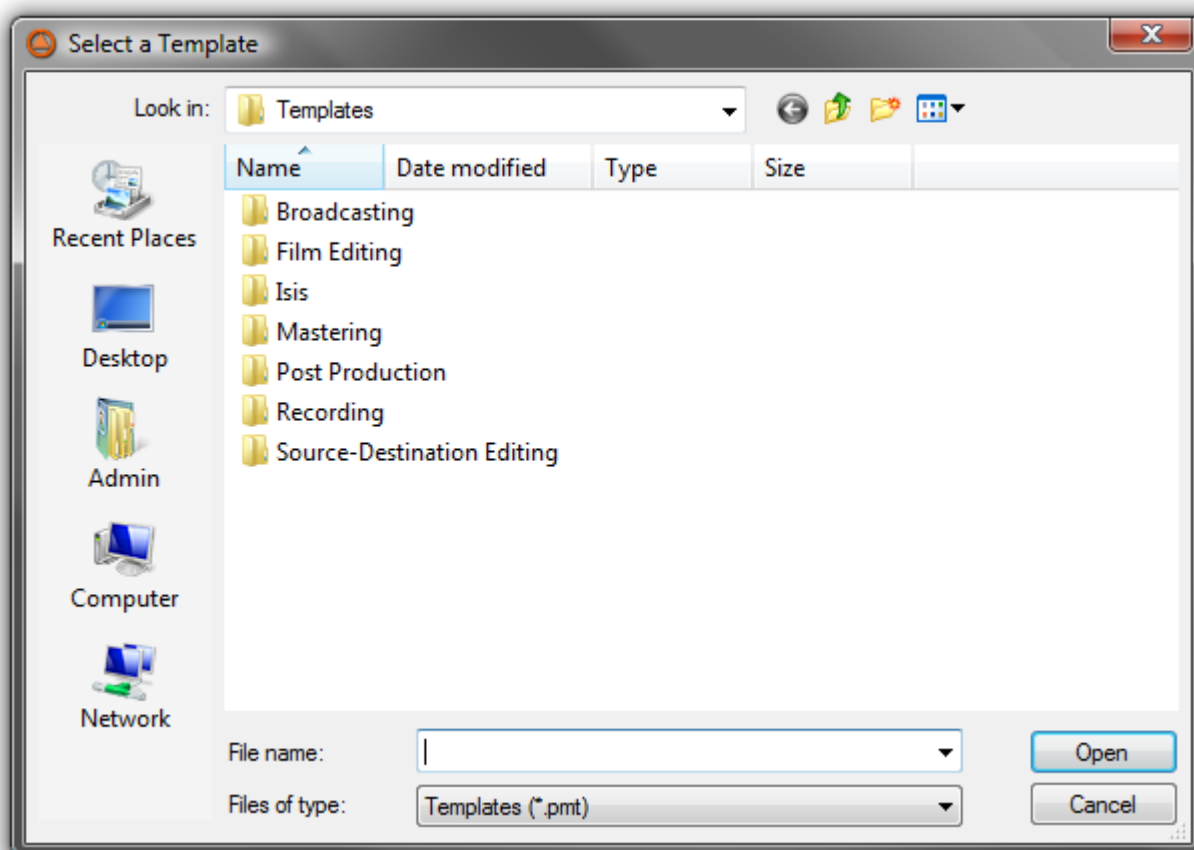 Select a Template
Look in: Templates
Name Date modified Type Size
Recent Places
Desktop
Admin
Computer
Network
Broadcasting
Film Editing
Isis
Mastering
Post Production
Recording
Source-Destination Editing
File name: Open
Files of type: Templates (*.pmt) Cancel